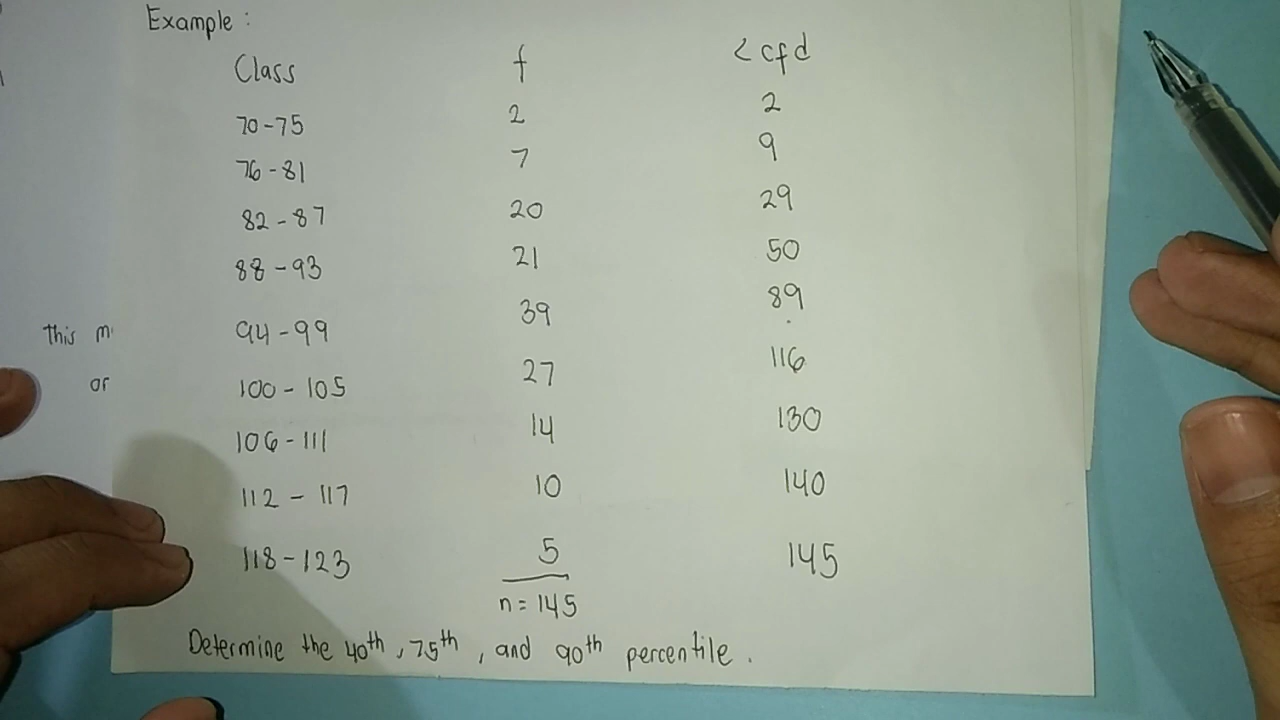 Example :
Class f < cfd
70-75 2 2
76-81 7 9
82-87 20 29
88-93 21 50
94-99 39 89
100-105 27 116
106-111 14 130
112-117 10 140
118-123 5 145
n = 145
Determine the 40th, 75th, and 90th percentile.
This
or